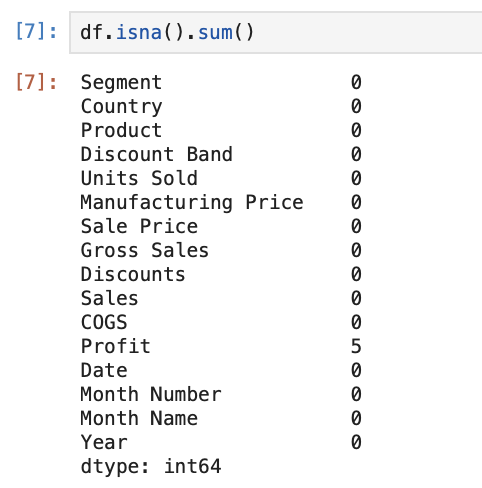 [7]: df.isna().sum()
[7]: Segment 0
Country 0
Product 0
Discount Band 0
Units Sold 0
Manufacturing Price 0
Sale Price 0
Gross Sales 0
Discounts 0
Sales 0
COGS 0
Profit 5
Date 0
Month Number 0
Month Name 0
Year 0
dtype: int64